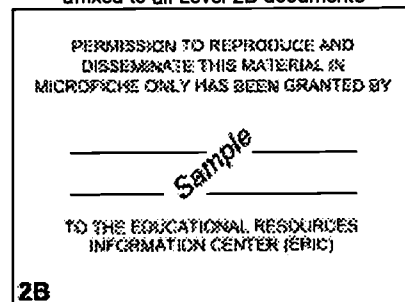 affixed to all Level 2B documents
PERMISSION TO REPRODUCE AND
DISSEMINATE THIS MATERIAL IN
MICROFICHE ONLY HAS BEEN GRANTED BY
Sample
TO THE EDUCATIONAL RESOURCES
INFORMATION CENTER (ERIC)
2B